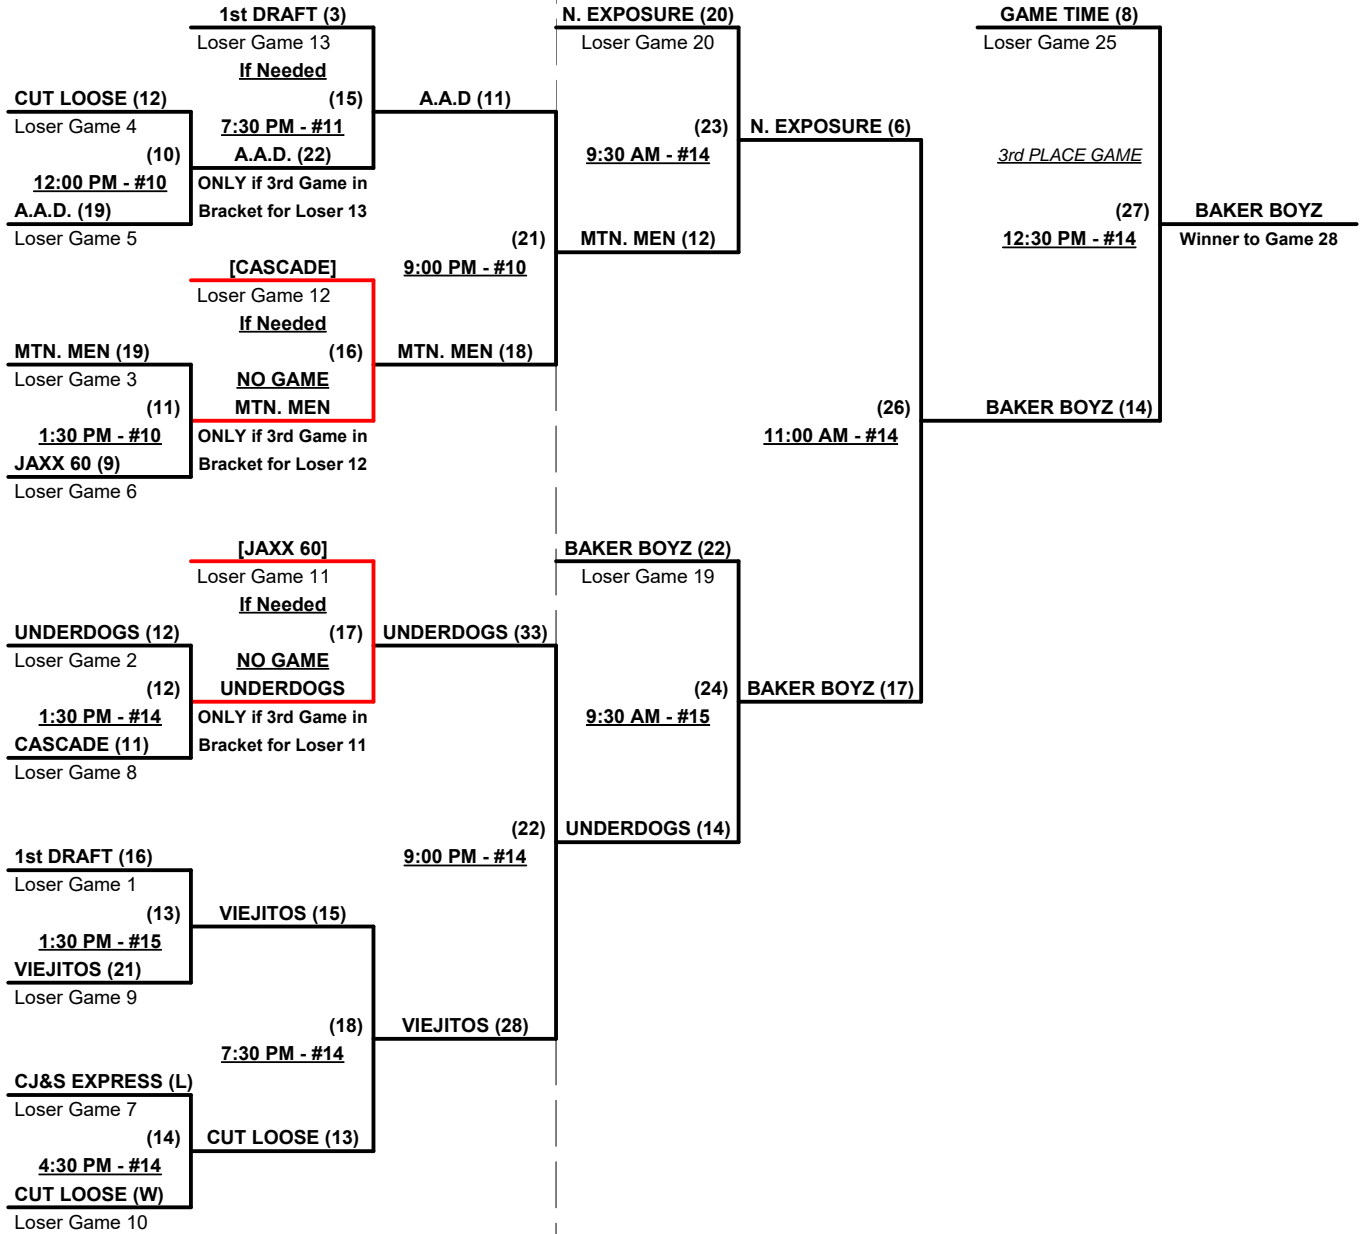 1st DRAFT (3)
N. EXPOSURE (20)
GAME TIME (8)
Loser Game 13
Loser Game 20
Loser Game 25
If Needed
CUT LOOSE (12)
(15)
A.A.D (11)
Loser Game 4
7:30 PM - #11
(23)
N. EXPOSURE (6)
(10)
A.A.D. (22)
9:30 AM - #14
3rd PLACE GAME
12:00 PM - #10
ONLY if 3rd Game in
A.A.D. (19)
Bracket for Loser 13
(27)
BAKER BOYZ
Loser Game 5
(21)
MTN. MEN (12)
12:30 PM - #14
Winner to Game 28
[CASCADE]
9:00 PM - #10
Loser Game 12
If Needed
MTN. MEN (19)
(16)
MTN. MEN (18)
Loser Game 3
NO GAME
(11)
MTN. MEN
(26)
BAKER BOYZ (14)
1:30 PM - #10
ONLY if 3rd Game in
11:00 AM - #14
JAXX 60 (9)
Bracket for Loser 12
Loser Game 6
[JAXX 60]
BAKER BOYZ (22)
Loser Game 11
Loser Game 19
If Needed
UNDERDOGS (12)
(17)
UNDERDOGS (33)
Loser Game 2
NO GAME
(12)
UNDERDOGS
(24)
BAKER BOYZ (17)
1:30 PM - #14
ONLY if 3rd Game in
9:30 AM - #15
CASCADE (11)
Bracket for Loser 11
Loser Game 8
(22)
UNDERDOGS (14)
1st DRAFT (16)
9:00 PM - #14
Loser Game 1
(13)
VIEJITOS (15)
1:30 PM - #15
VIEJITOS (21)
Loser Game 9
(18)
VIEJITOS (28)
7:30 PM - #14
CJ&S EXPRESS (L)
Loser Game 7
(14)
CUT LOOSE (13)
4:30 PM - #14
CUT LOOSE (W)
Loser Game 10